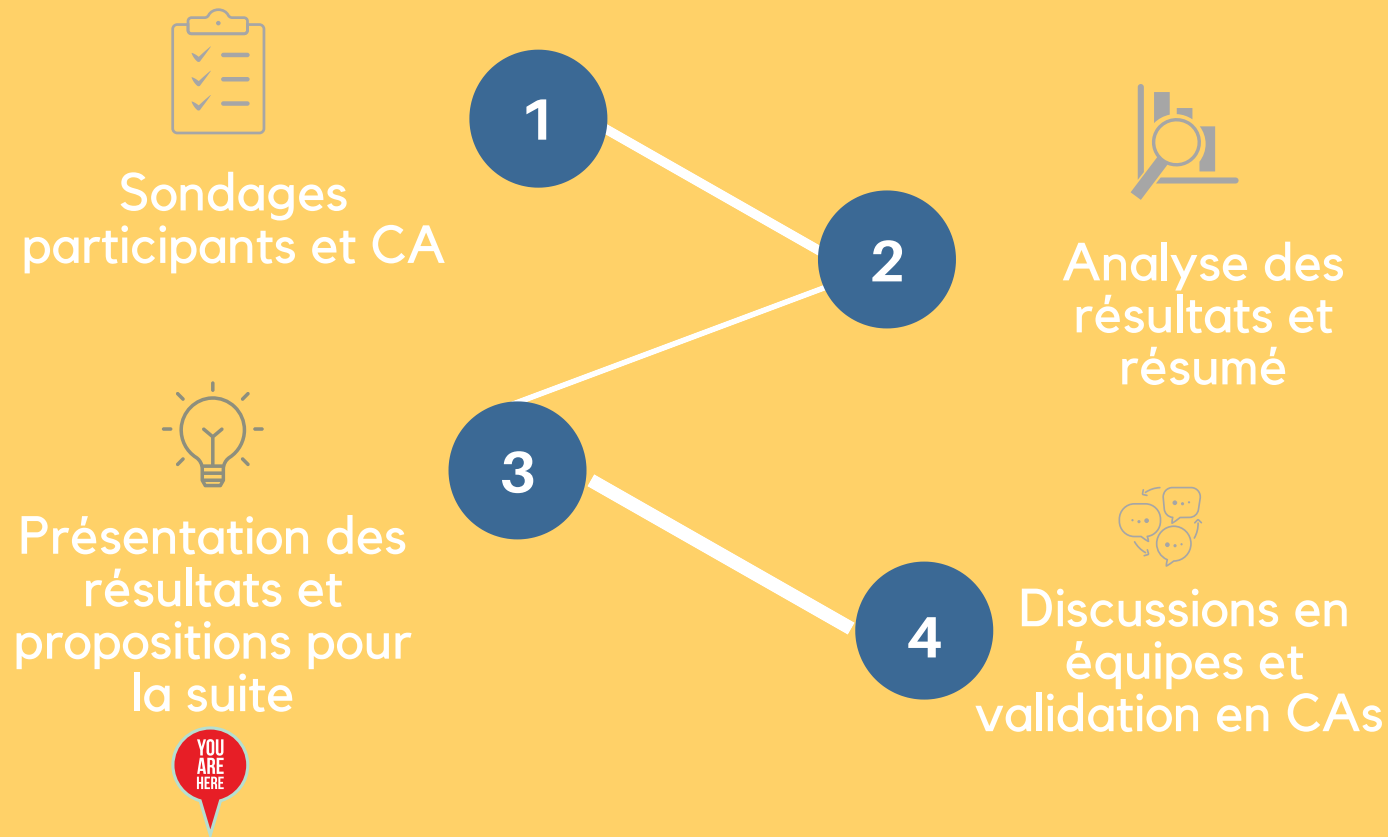 1
Sondages
participants et CA
2
Analyse des
résultats et
résumé
3
Présentation des
résultats et
propositions pour
la suite
YOU
ARE
HERE
4
Discussions en
équipes et
validation en CAs